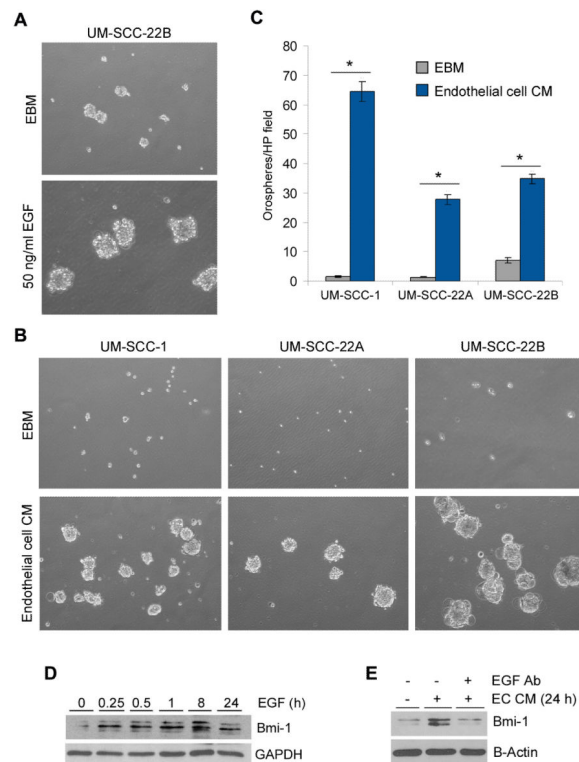 A
UM-SCC-22B
EBM
50 ng/ml EGF
C
Orospheres/HP field
80
70
60
50
40
30
20
10
0
*
*
*
EBM
Endothelial cell CM
UM-SCC-1
UM-SCC-22A
UM-SCC-22B
B
UM-SCC-1
UM-SCC-22A
UM-SCC-22B
EBM
Endothelial cell CM
D
0 0.25 0.5 1 8 24 EGF (h)
Bmi-1
GAPDH
E
- - + EGF Ab
- + + EC CM (24 h)
Bmi-1
B-Actin